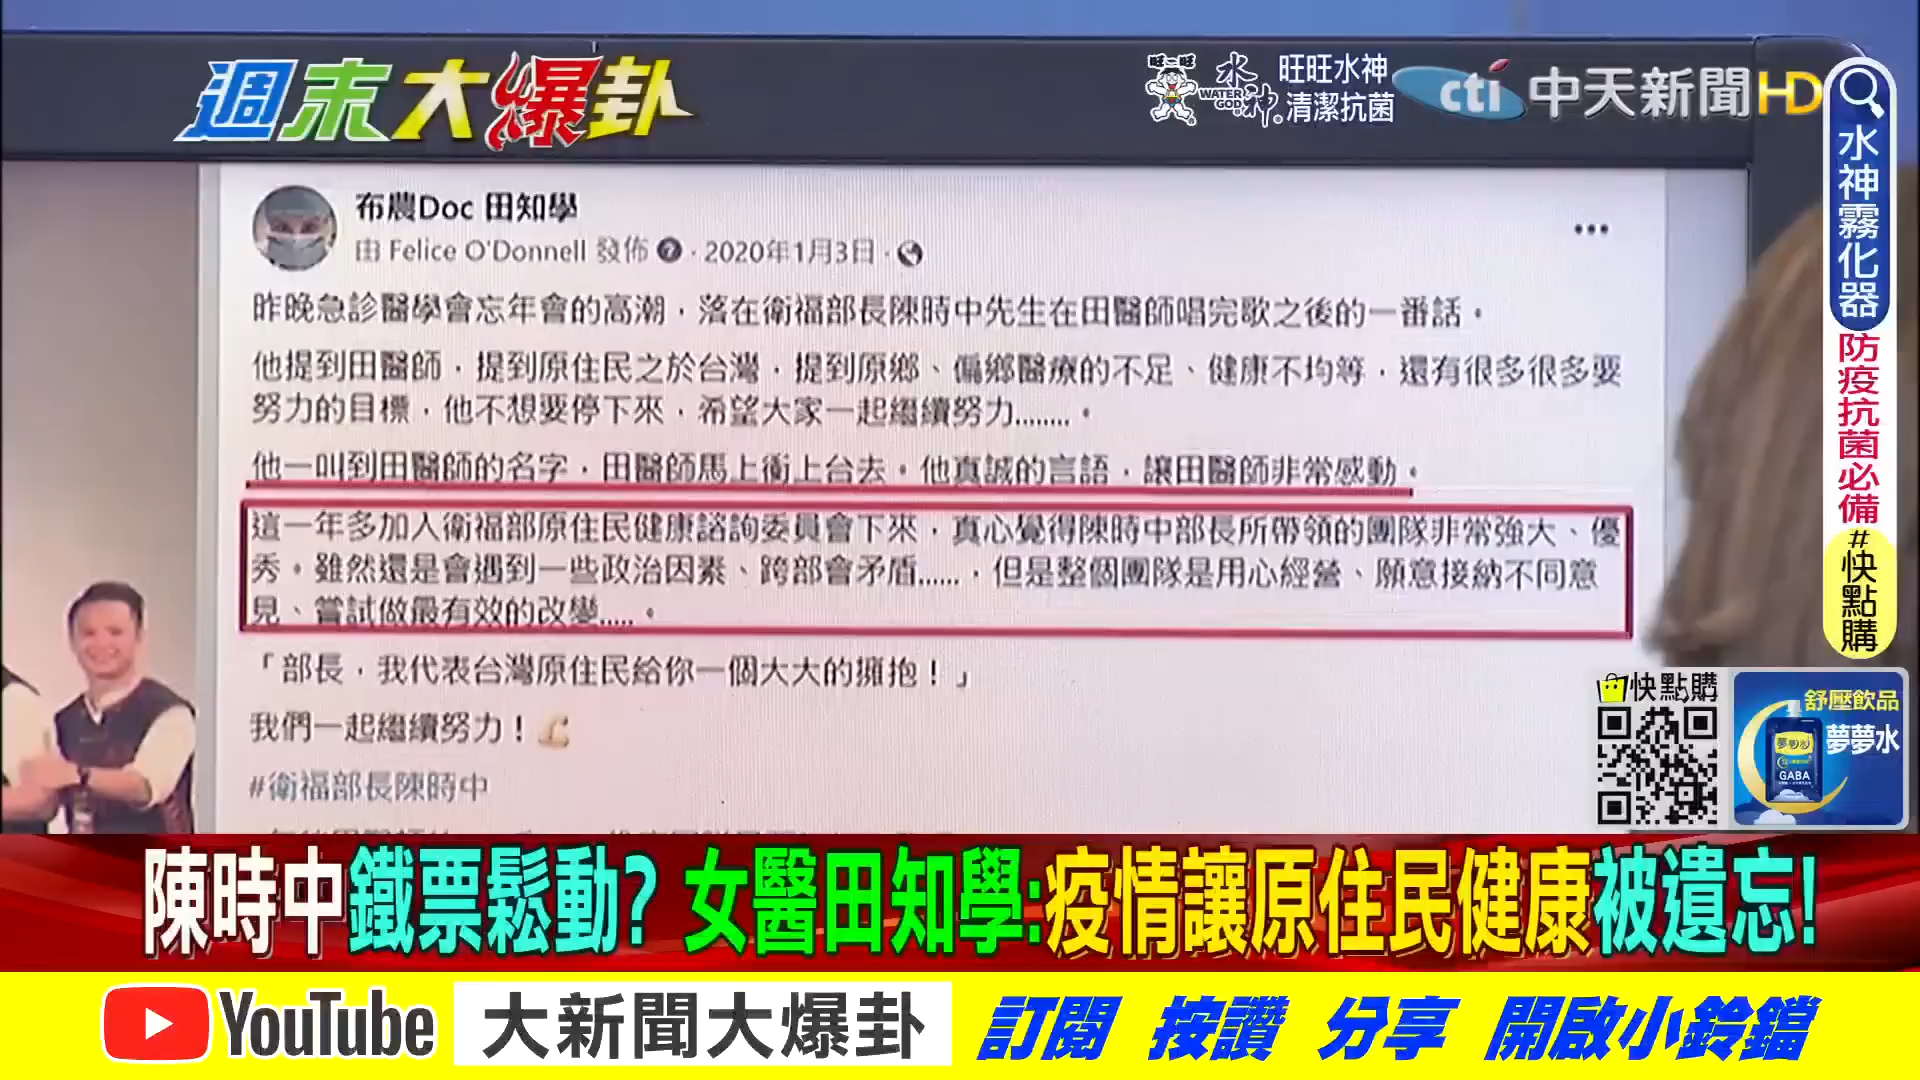 週末大爆卦
旺旺
水神
WATER GOD
旺旺水神
清潔抗菌
cti 中天新聞HD
水神霧化器
防疫抗菌必備
#快點購
布農Doc 田知學
由 Felice O'Donnell 發佈 · 2020年1月3日 ·
昨晚急診醫學會忘年會的高潮，落在衛福部長陳時中先生在田醫師唱完歌之後的一番話。
他提到田醫師，提到原住民之於台灣，提到原鄉、偏鄉醫療的不足、健康不均等，還有很多很多要
努力的目標，他不想要停下來，希望大家一起繼續努力........。
他一叫到田醫師的名字，田醫師馬上衝上台去。他真誠的言語，讓田醫師非常感動。
這一年多加入衛福部原住民健康諮詢委員會下來，真心覺得陳時中部長所帶領的團隊非常強大、優
秀。雖然還是會遇到一些政治因素、跨部會矛盾......，但是整個團隊是用心經營、願意接納不同意
見、嘗試做最有效的改變.....。
「部長，我代表台灣原住民給你一個大大的擁抱！」
我們一起繼續努力！💪
#衛福部長陳時中
快點購
舒壓飲品
夢夢水
夢夢水
GABA
陳時中鐵票鬆動? 女醫田知學:疫情讓原住民健康被遺忘!
YouTube 大新聞大爆卦 訂閱 按讚 分享 開啟小鈴鐺